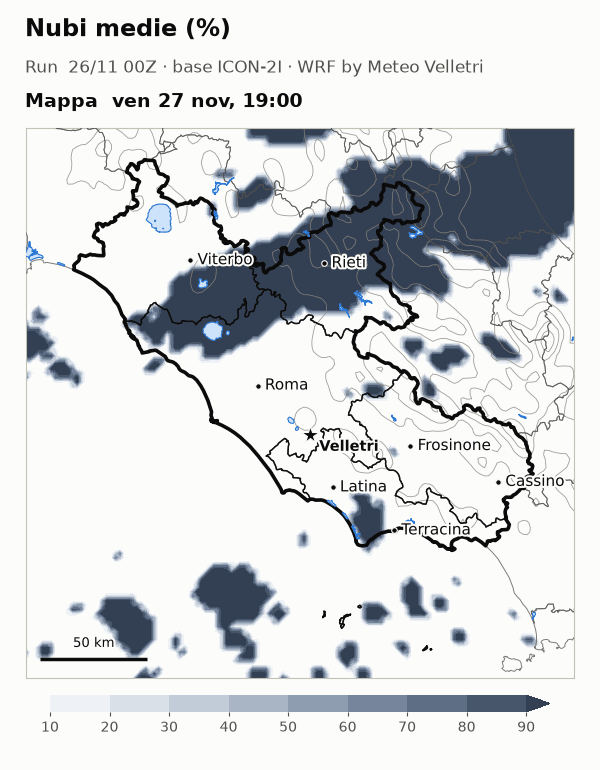 Nubi medie (%)
Run  26/11 00Z · base ICON-2I · WRF by Meteo Velletri
Mappa  ven 27 nov, 19:00
Viterbo
Rieti
Roma
Velletri
Frosinone
Latina
Cassino
Terracina
50 km
10 20 30 40 50 60 70 80 90